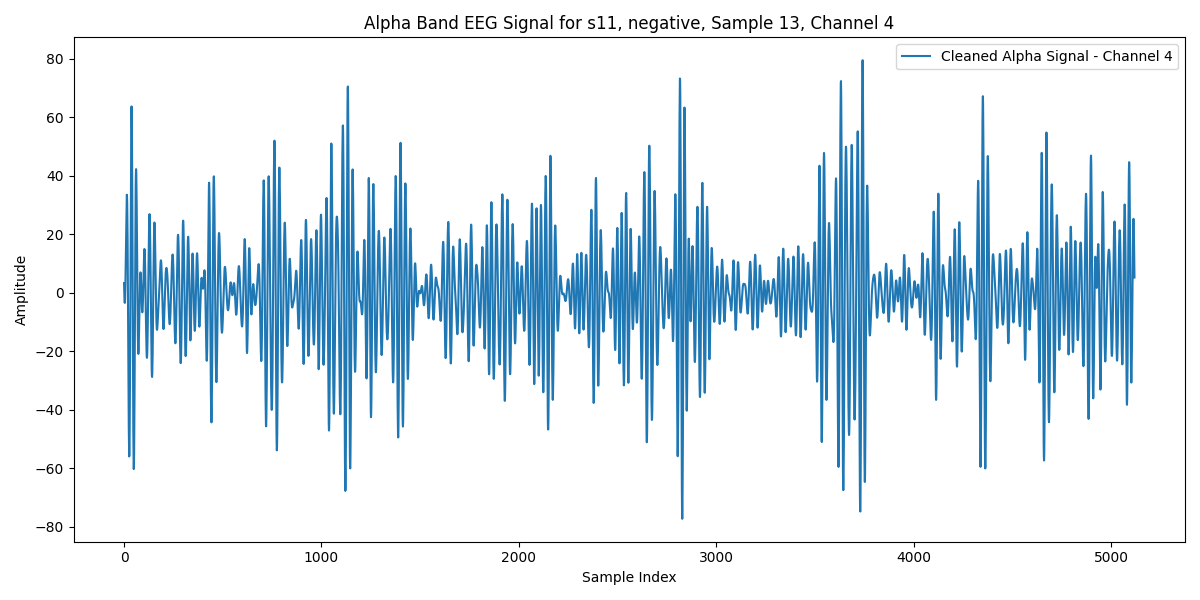 Alpha Band EEG Signal for s11, negative, Sample 13, Channel 4
Cleaned Alpha Signal - Channel 4
Amplitude
80
60
40
20
0
−20
−40
−60
−80
0 1000 2000 3000 4000 5000
Sample Index